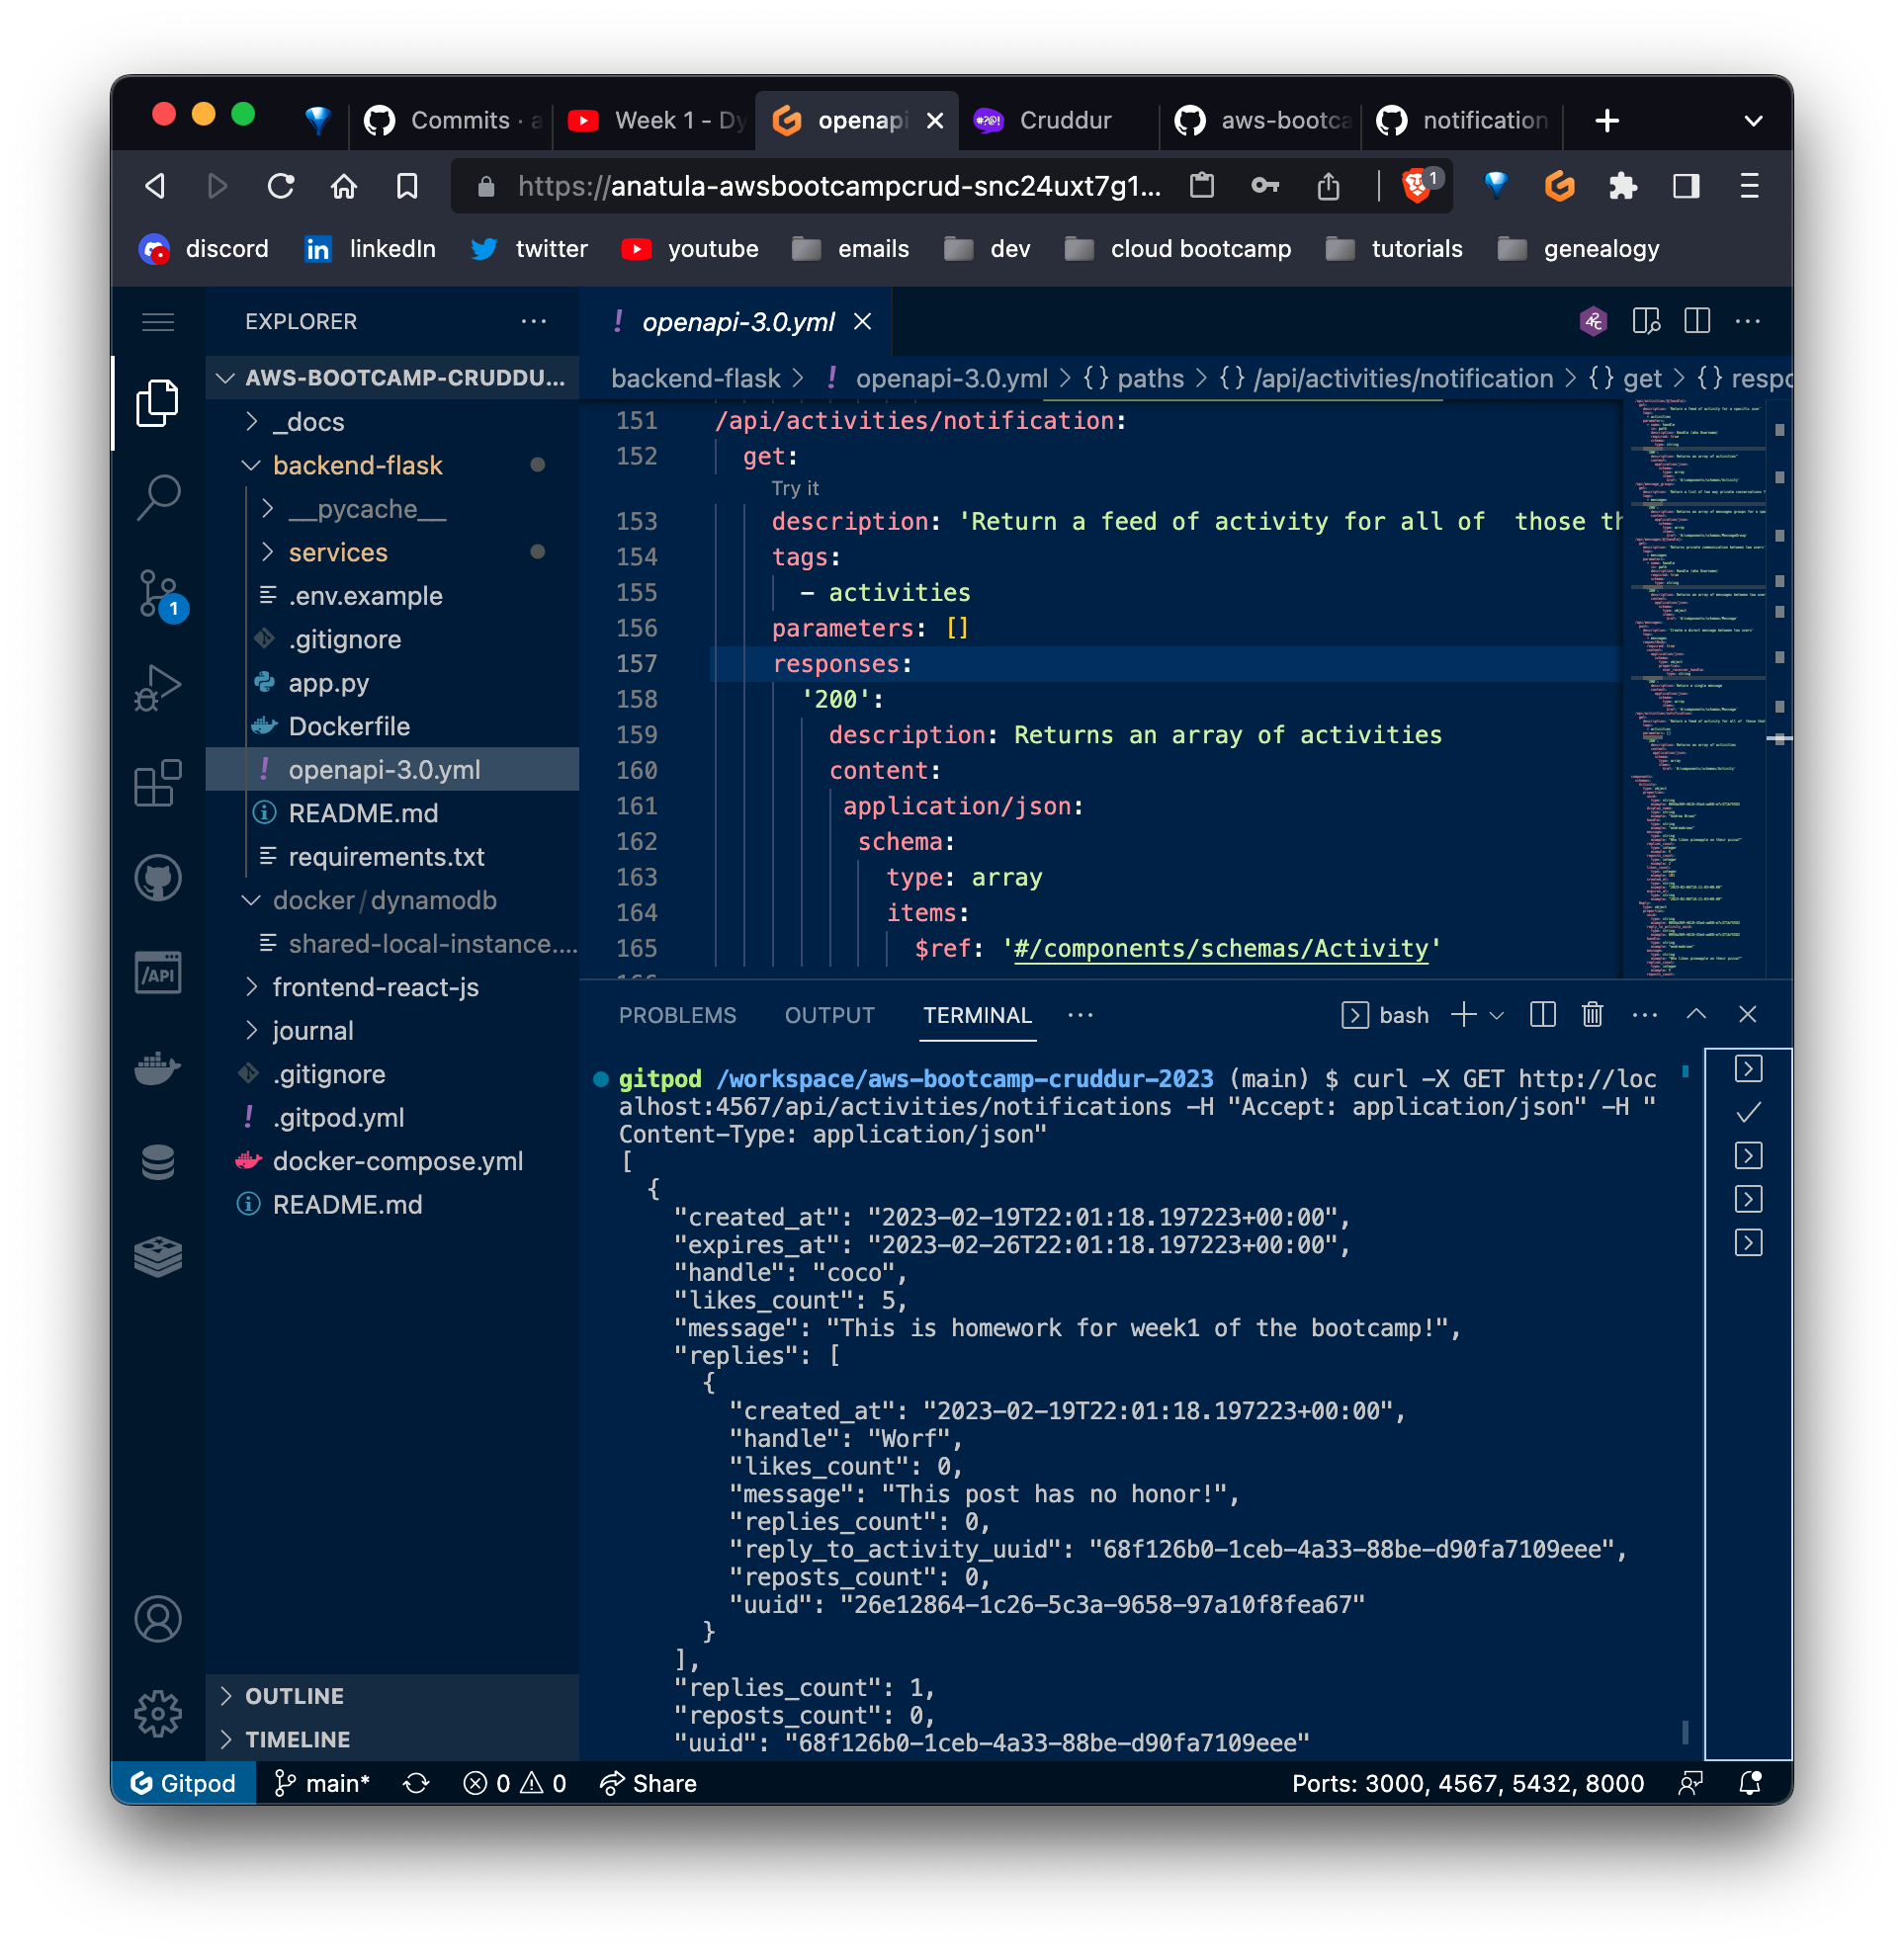 Commits · a
Week 1 - Dy
openapi
Cruddur
aws-bootca
notification
https://anatula-awsbootcampcrud-snc24uxt7g1...
1
discord
linkedIn
twitter
youtube
emails
dev
cloud bootcamp
tutorials
genealogy
EXPLORER
AWS-BOOTCAMP-CRUDDU...
_docs
backend-flask
__pycache__
services
.env.example
.gitignore
app.py
Dockerfile
openapi-3.0.yml
README.md
requirements.txt
docker/dynamodb
shared-local-instance....
frontend-react-js
journal
.gitignore
.gitpod.yml
docker-compose.yml
README.md
OUTLINE
TIMELINE
1
/API
! openapi-3.0.yml
backend-flask > ! openapi-3.0.yml > {} paths > {} /api/activities/notification > {} get > {} respo
151 /api/activities/notification:
152 get:
Try it
153 description: 'Return a feed of activity for all of  those th
154 tags:
155 - activities
156 parameters: []
157 responses:
158 '200':
159 description: Returns an array of activities
160 content:
161 application/json:
162 schema:
163 type: array
164 items:
165 $ref: '#/components/schemas/Activity'
PROBLEMS
OUTPUT
TERMINAL
bash
gitpod /workspace/aws-bootcamp-cruddur-2023 (main) $ curl -X GET http://loc
alhost:4567/api/activities/notifications -H "Accept: application/json" -H "
Content-Type: application/json"
[
{
"created_at": "2023-02-19T22:01:18.197223+00:00",
"expires_at": "2023-02-26T22:01:18.197223+00:00",
"handle": "coco",
"likes_count": 5,
"message": "This is homework for week1 of the bootcamp!",
"replies": [
{
"created_at": "2023-02-19T22:01:18.197223+00:00",
"handle": "Worf",
"likes_count": 0,
"message": "This post has no honor!",
"replies_count": 0,
"reply_to_activity_uuid": "68f126b0-1ceb-4a33-88be-d90fa7109eee",
"reposts_count": 0,
"uuid": "26e12864-1c26-5c3a-9658-97a10f8fea67"
}
],
"replies_count": 1,
"reposts_count": 0,
"uuid": "68f126b0-1ceb-4a33-88be-d90fa7109eee"
Gitpod
main*
0
0
Share
Ports: 3000, 4567, 5432, 8000